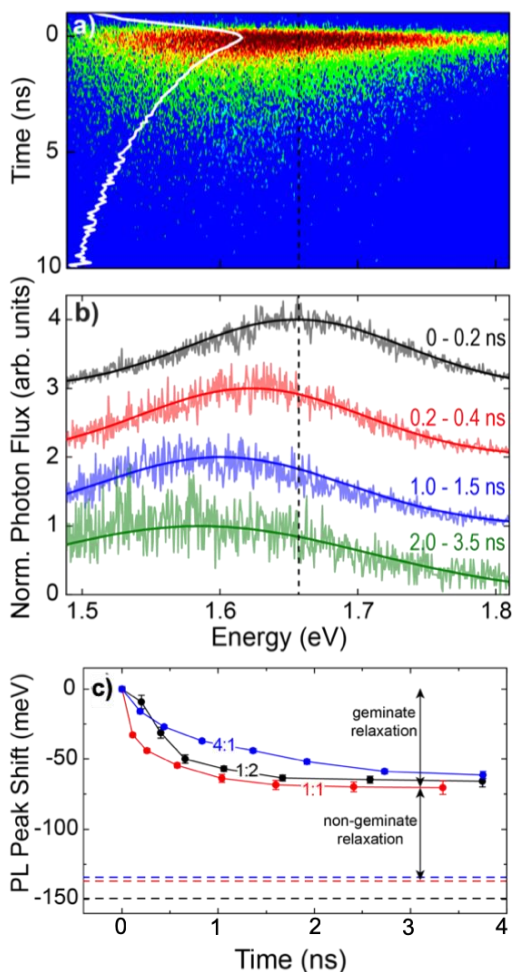 a)
0
5
10
Time (ns)
b)
4
3
2
1
0
Norm. Photon Flux (arb. units)
0 - 0.2 ns
0.2 - 0.4 ns
1.0 - 1.5 ns
2.0 - 3.5 ns
1.5 1.6 1.7 1.8
Energy (eV)
c)
0
-50
-100
-150
PL Peak Shift (meV)
4:1
1:2
1:1
geminate
relaxation
non-geminate
relaxation
0 1 2 3 4
Time (ns)